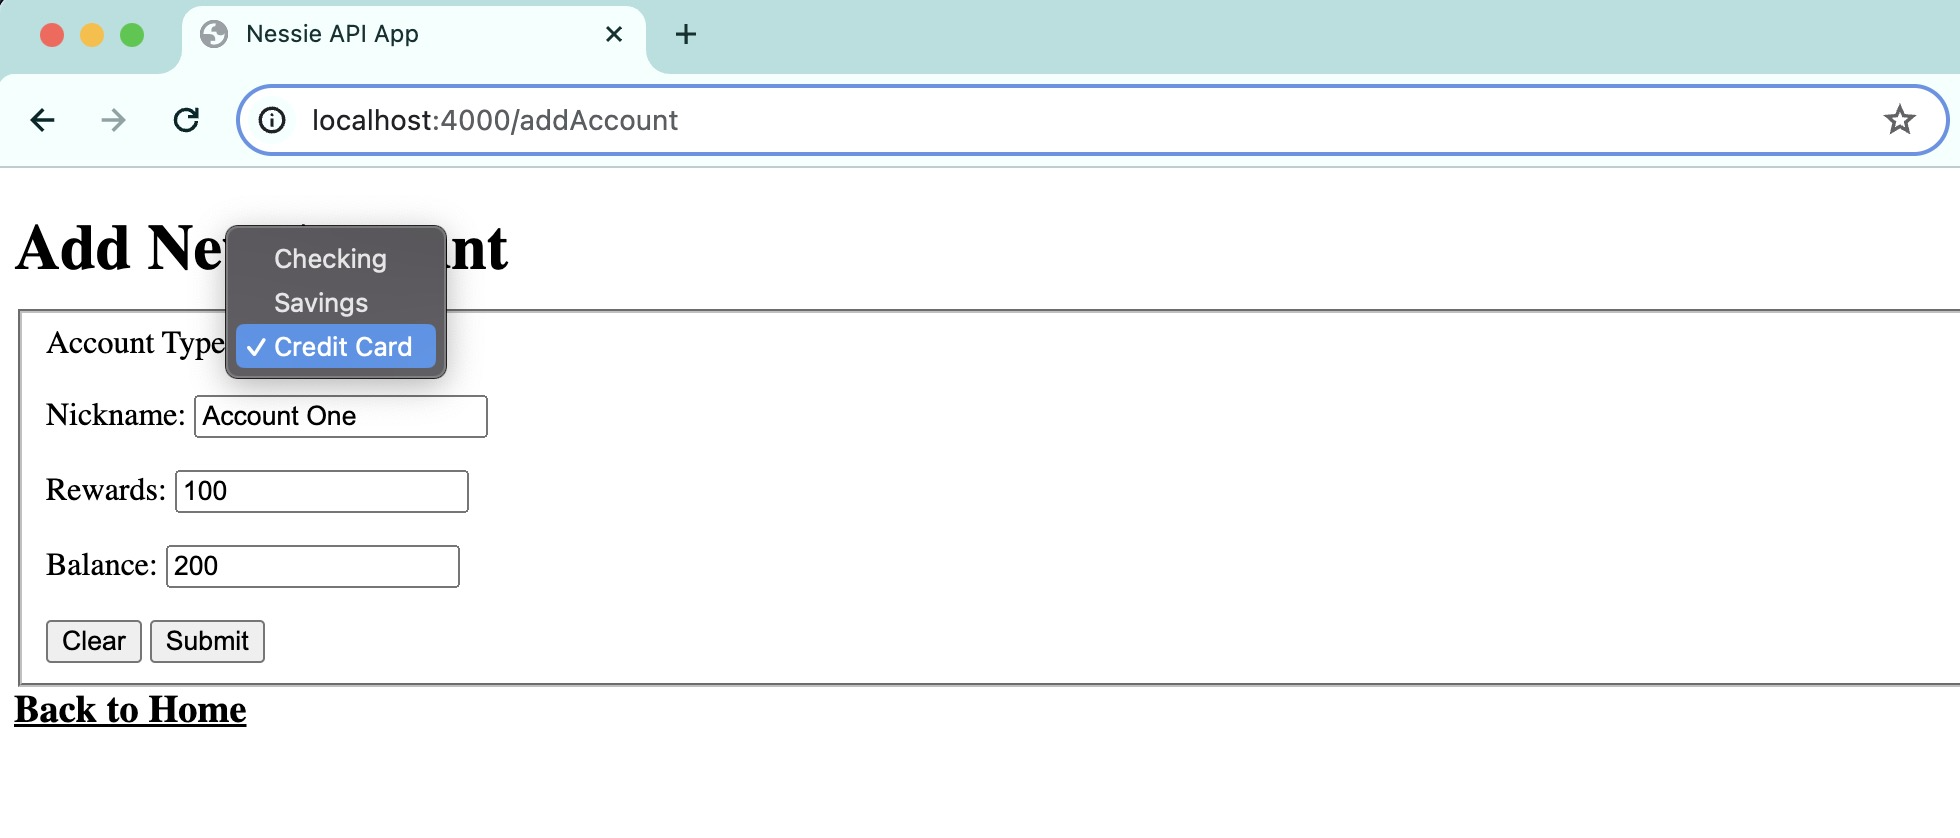 Nessie API App
localhost:4000/addAccount
Add Ne nt
Checking
Savings
Account Type
Credit Card
Nickname: Account One
Rewards: 100
Balance: 200
Clear Submit
Back to Home